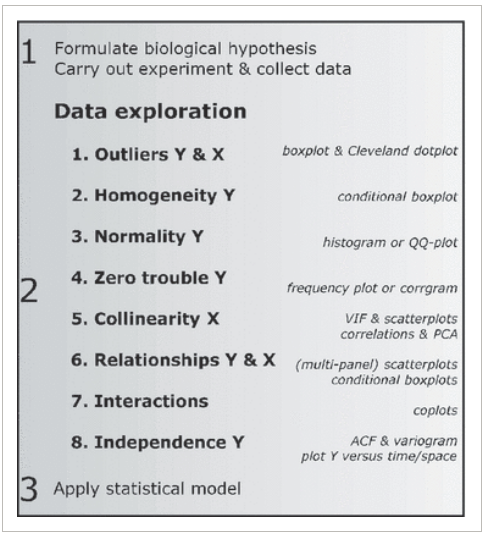 1 Formulate biological hypothesis
Carry out experiment & collect data
Data exploration
1. Outliers Y & X boxplot & Cleveland dotplot
2. Homogeneity Y conditional boxplot
3. Normality Y histogram or QQ-plot
2
4. Zero trouble Y frequency plot or corrgram
5. Collinearity X VIF & scatterplots
correlations & PCA
6. Relationships Y & X (multi-panel) scatterplots
conditional boxplots
7. Interactions coplots
8. Independence Y ACF & variogram
plot Y versus time/space
3 Apply statistical model